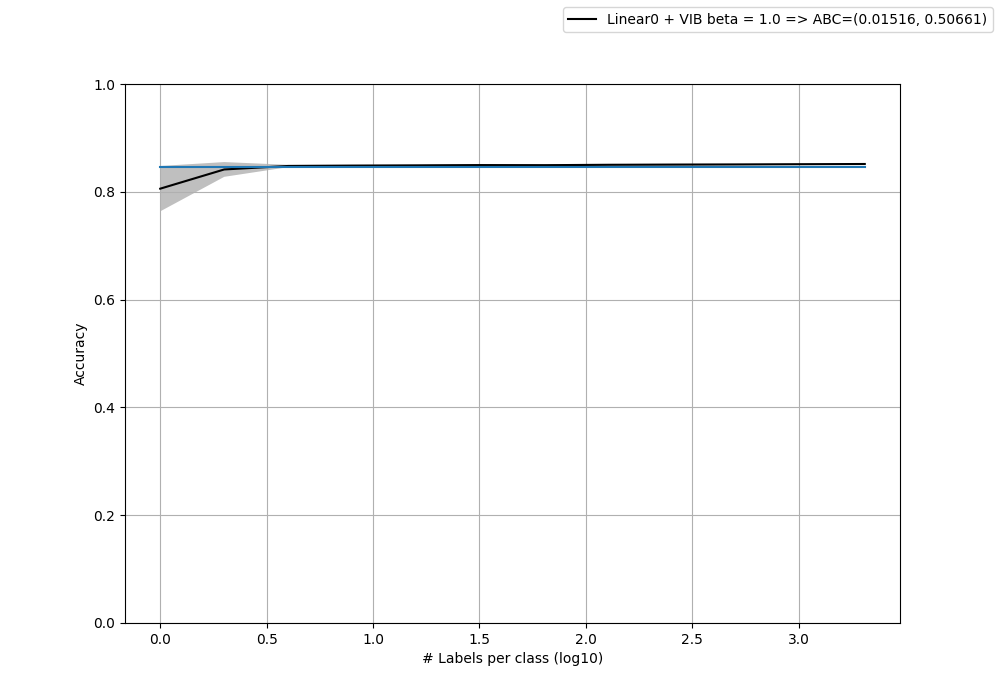 Linear0 + VIB beta = 1.0 => ABC=(0.01516, 0.50661)
1.0
0.8
0.6
0.4
0.2
0.0
Accuracy
0.0 0.5 1.0 1.5 2.0 2.5 3.0
# Labels per class (log10)